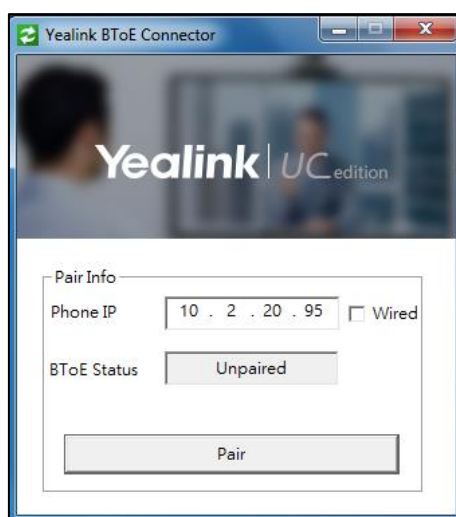 Yealink BToE Connector
Yealink | UC edition
Pair Info
Phone IP 10 . 2 . 20 . 95 Wired
BToE Status Unpaired
Pair